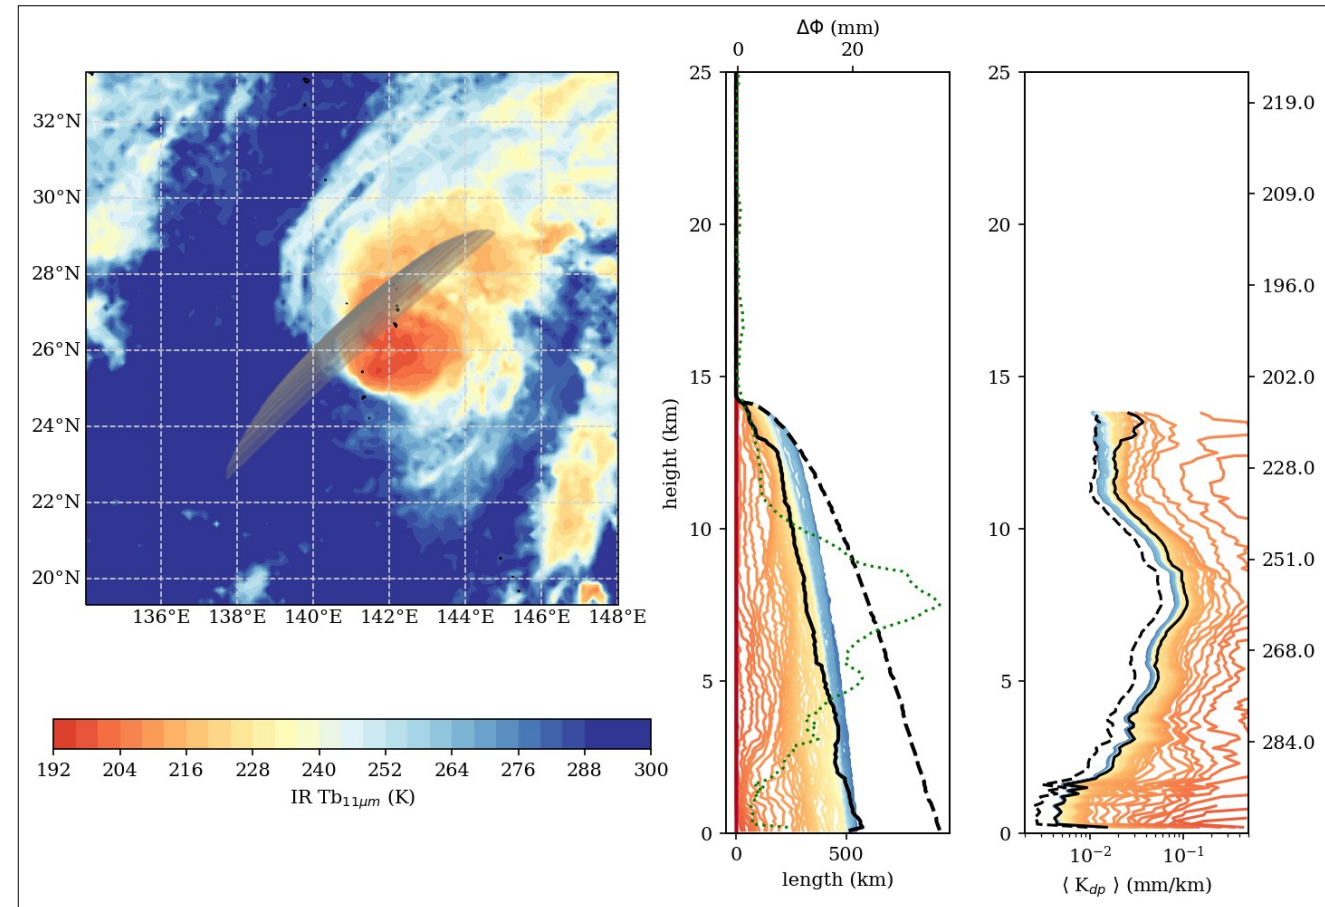 32°N
30°N
28°N
26°N
24°N
22°N
20°N
136°E 138°E 140°E 142°E 144°E 146°E 148°E
192 204 216 228 240 252 264 276 288 300
IR Tb11μm (K)
ΔΦ (mm)
0 20
25
20
15
10
5
0
height (km)
0 500
length (km)
25
20
15
10
5
0
10⁻² 10⁻¹
⟨ Kdp ⟩ (mm/km)
219.0
209.0
196.0
202.0
228.0
251.0
268.0
284.0